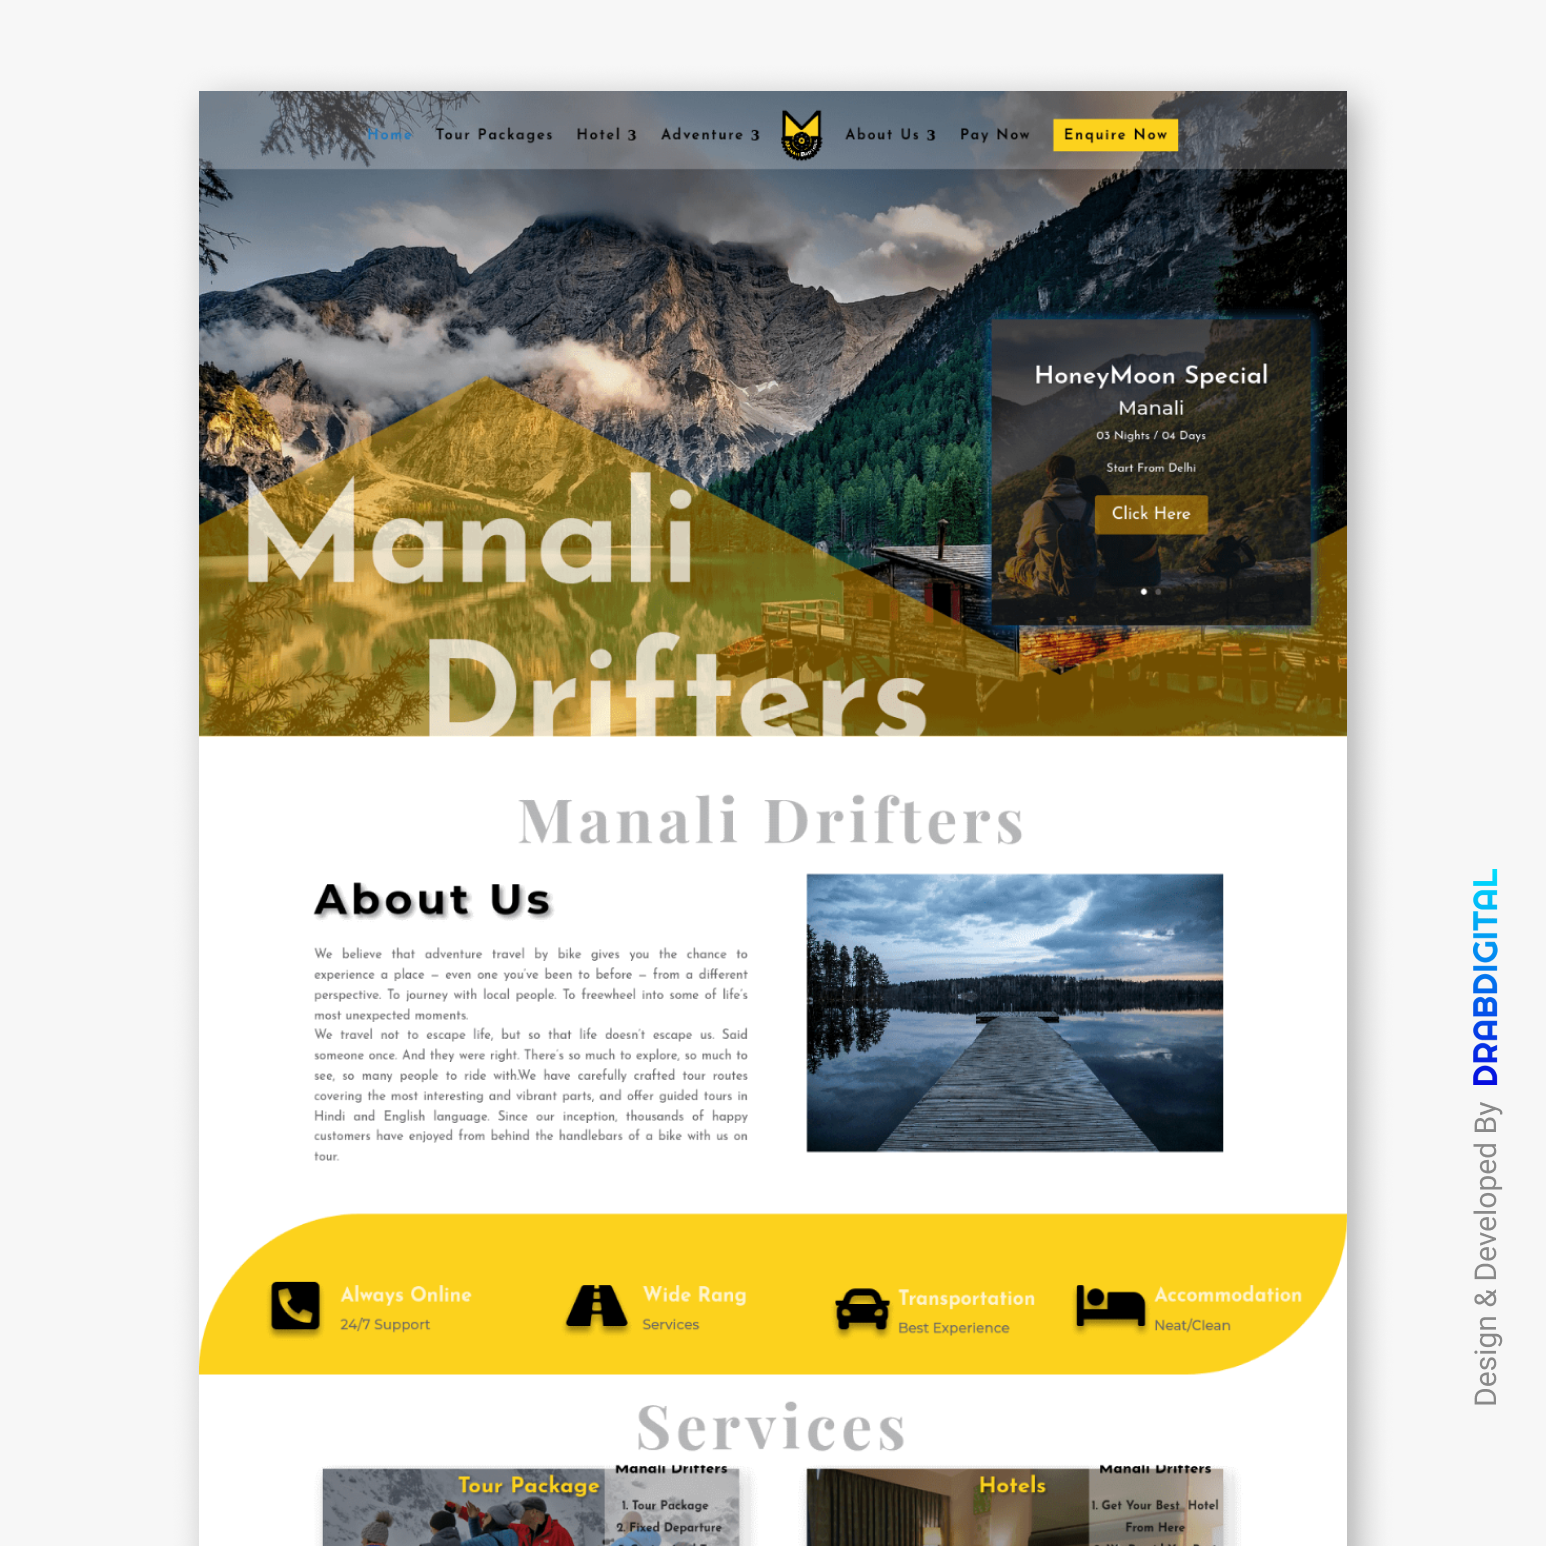 Home
Tour Packages
Hotel 3
Adventure 3
About Us 3
Pay Now
Enquire Now
HoneyMoon Special
Manali
03 Nights / 04 Days
Start From Delhi
Click Here
Manali
Drifters
Manali Drifters
About Us
We believe that adventure travel by bike gives you the chance to
experience a place – even one you've been to before – from a different
perspective. To journey with local people. To freewheel into some of life's
most unexpected moments.
We travel not to escape life, but so that life doesn't escape us. Said
someone once. And they were right. There's so much to explore, so much to
see, so many people to ride with.We have carefully crafted tour routes
covering the most interesting and vibrant parts, and offer guided tours in
Hindi and English language. Since our inception, thousands of happy
customers have enjoyed from behind the handlebars of a bike with us on
tour.
Always Online
24/7 Support
Wide Rang
Services
Transportation
Best Experience
Accommodation
Neat/Clean
Services
Tour Package
Manali Drifters
1. Tour Package
2. Fixed Departure
Hotels
Manali Drifters
1. Get Your Best Hotel
From Here
Design & Developed By DRABDIGITAL